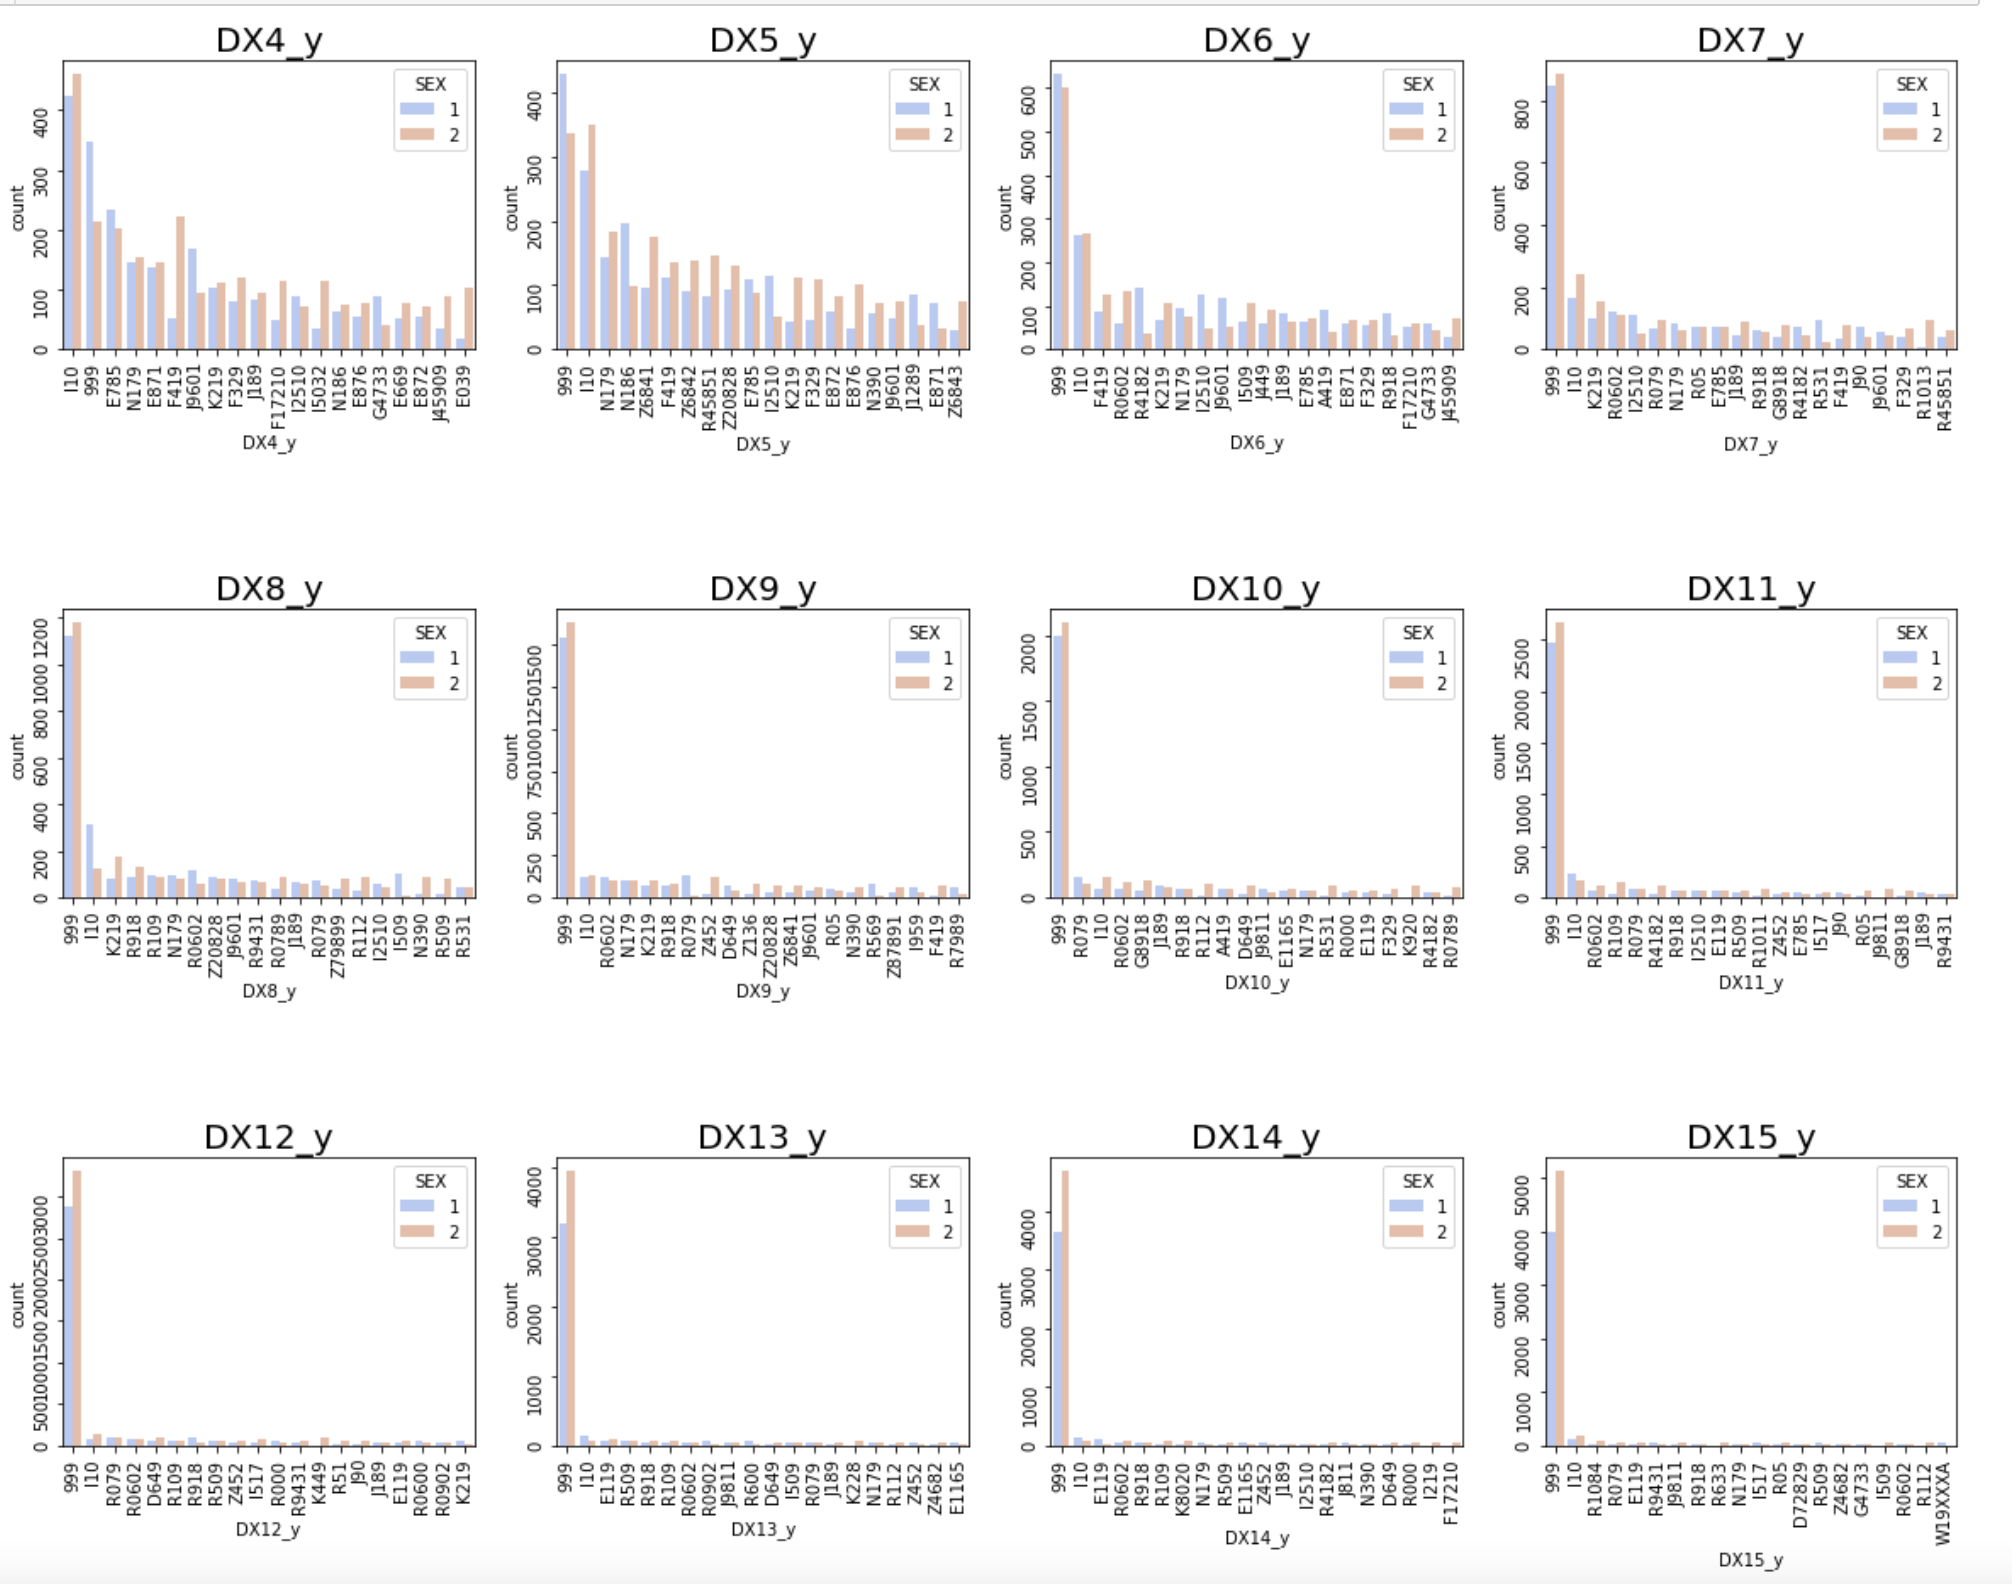 DX4_y
SEX
1
2
count
0
100
200
300
400
I10
999
E785
N179
E871
F419
J9601
K219
F329
J189
F17210
I2510
I5032
N186
E876
G4733
E669
E872
J45909
E039
DX4_y
DX5_y
SEX
1
2
count
0
100
200
300
400
999
I10
N179
N186
Z6841
F419
Z6842
R45851
Z20828
E785
I2510
K219
F329
E872
E876
N390
J9601
J1289
E871
Z6843
DX5_y
DX6_y
SEX
1
2
count
0
100
200
300
400
500
600
999
I10
F419
R0602
R4182
K219
N179
I2510
J9601
I509
J449
J189
E785
A419
E871
F329
R918
F17210
G4733
J45909
DX6_y
DX7_y
SEX
1
2
count
0
200
400
600
800
999
I10
K219
R0602
I2510
R079
N179
R05
E785
J189
R918
G8918
R4182
R531
F419
J90
J9601
F329
R1013
R45851
DX7_y
DX8_y
SEX
1
2
count
0
200
400
600
800
1000
1200
999
I10
K219
R918
R109
N179
R0602
Z20828
J9601
R9431
R0789
J189
R079
Z79899
R112
I2510
I509
N390
R509
R531
DX8_y
DX9_y
SEX
1
2
count
0
250
500
750
1000
1250
1500
999
I10
R0602
N179
K219
R918
R079
Z452
D649
Z136
Z20828
Z6841
J9601
R05
N390
R569
Z87891
I959
F419
R7989
DX9_y
DX10_y
SEX
1
2
count
0
500
1000
1500
2000
999
R079
I10
R0602
G8918
J189
R918
R112
A419
D649
J9811
E1165
N179
R531
R000
E119
F329
K920
R4182
R0789
DX10_y
DX11_y
SEX
1
2
count
0
500
1000
1500
2000
2500
999
I10
R0602
R109
R079
R4182
R918
I2510
E119
R509
R1011
Z452
E785
I517
J90
R05
J9811
G8918
J189
R9431
DX11_y
DX12_y
SEX
1
2
count
0
500
1000
1500
2000
2500
3000
999
I10
R079
R0602
D649
R109
R918
R509
Z452
I517
R000
R9431
K449
R51
J90
J189
E119
R0600
R0902
K219
DX12_y
DX13_y
SEX
1
2
count
0
1000
2000
3000
4000
999
I10
E119
R509
R918
R109
R0602
R0902
J9811
R600
D649
I509
R079
J189
K228
N179
R112
Z452
Z4682
E1165
DX13_y
DX14_y
SEX
1
2
count
0
1000
2000
3000
4000
999
I10
E119
R0602
R918
R109
K8020
N179
R509
E1165
Z452
J189
I2510
R4182
J811
N390
D649
R000
I219
F17210
DX14_y
DX15_y
SEX
1
2
count
0
1000
2000
3000
4000
5000
999
I10
R1084
R079
E119
R9431
J9811
R918
R633
N179
I517
R05
D72829
R509
Z4682
G4733
I509
R0602
R112
W19XXXA
DX15_y